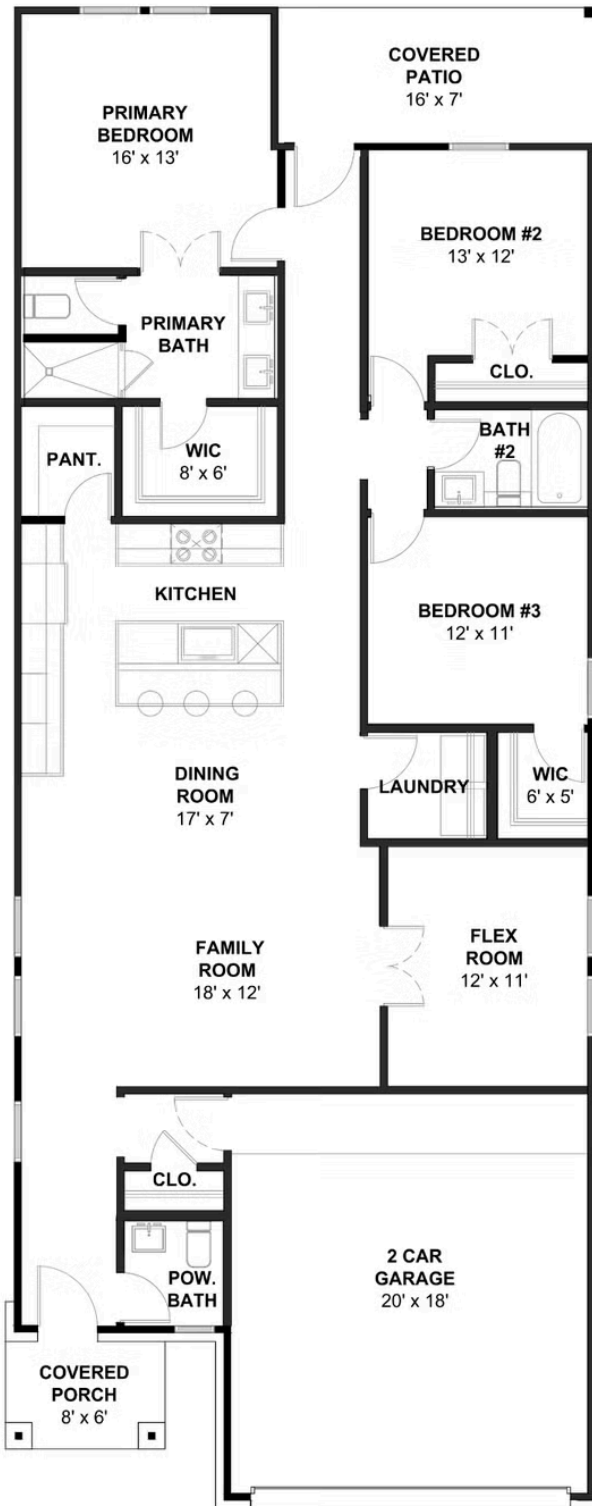 COVERED
PATIO
16' x 7'
PRIMARY
BEDROOM
16' x 13'
BEDROOM #2
13' x 12'
PRIMARY
BATH
CLO.
BATH
#2
PANT.
WIC
8' x 6'
KITCHEN
BEDROOM #3
12' x 11'
DINING
ROOM
17' x 7'
LAUNDRY
WIC
6' x 5'
FAMILY
ROOM
18' x 12'
FLEX
ROOM
12' x 11'
CLO.
POW.
BATH
2 CAR
GARAGE
20' x 18'
COVERED
PORCH
8' x 6'